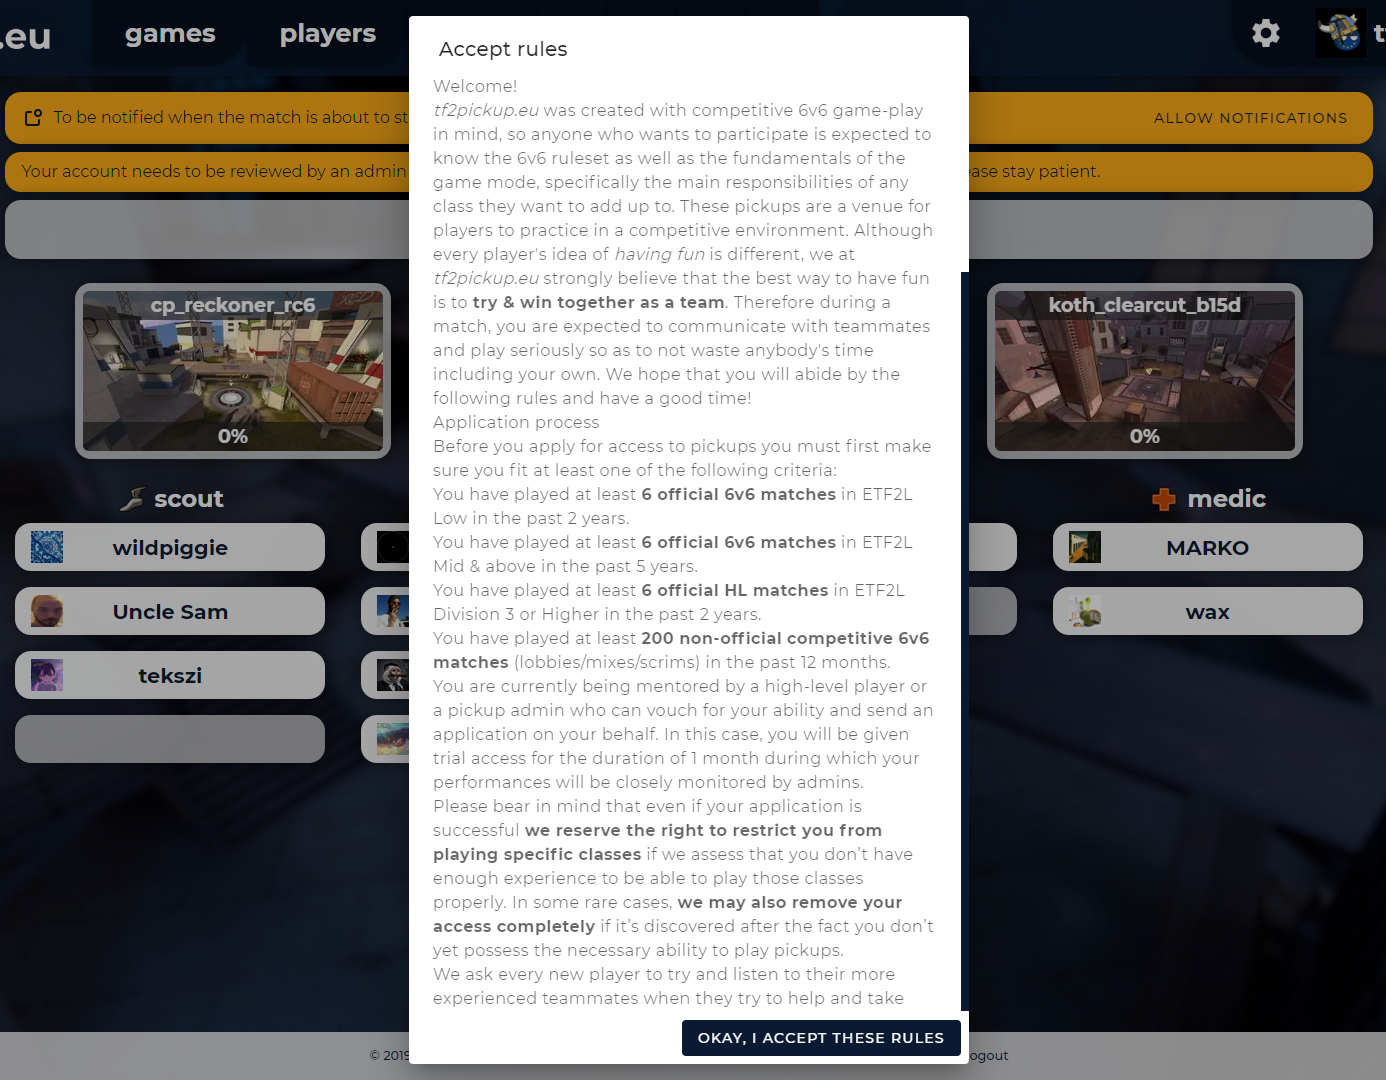 .eu
games
players
To be notified when the match is about to st
ALLOW NOTIFICATIONS
Your account needs to be reviewed by an admin
ease stay patient.
Accept rules
Welcome!
tf2pickup.eu was created with competitive 6v6 game-play
in mind, so anyone who wants to participate is expected to
know the 6v6 ruleset as well as the fundamentals of the
game mode, specifically the main responsibilities of any
class they want to add up to. These pickups are a venue for
players to practice in a competitive environment. Although
every player's idea of having fun is different, we at
tf2pickup.eu strongly believe that the best way to have fun
is to try & win together as a team. Therefore during a
match, you are expected to communicate with teammates
and play seriously so as to not waste anybody's time
including your own. We hope that you will abide by the
following rules and have a good time!
Application process
Before you apply for access to pickups you must first make
sure you fit at least one of the following criteria:
You have played at least 6 official 6v6 matches in ETF2L
Low in the past 2 years.
You have played at least 6 official 6v6 matches in ETF2L
Mid & above in the past 5 years.
You have played at least 6 official HL matches in ETF2L
Division 3 or Higher in the past 2 years.
You have played at least 200 non-official competitive 6v6
matches (lobbies/mixes/scrims) in the past 12 months.
You are currently being mentored by a high-level player or
a pickup admin who can vouch for your ability and send an
application on your behalf. In this case, you will be given
trial access for the duration of 1 month during which your
performances will be closely monitored by admins.
Please bear in mind that even if your application is
successful we reserve the right to restrict you from
playing specific classes if we assess that you don’t have
enough experience to be able to play those classes
properly. In some rare cases, we may also remove your
access completely if it’s discovered after the fact you don’t
yet possess the necessary ability to play pickups.
We ask every new player to try and listen to their more
experienced teammates when they try to help and take
OKAY, I ACCEPT THESE RULES
cp_reckoner_rc6
0%
koth_clearcut_b15d
0%
scout
wildpiggie
Uncle Sam
tekszi
medic
MARKO
wax
© 2019
ogout